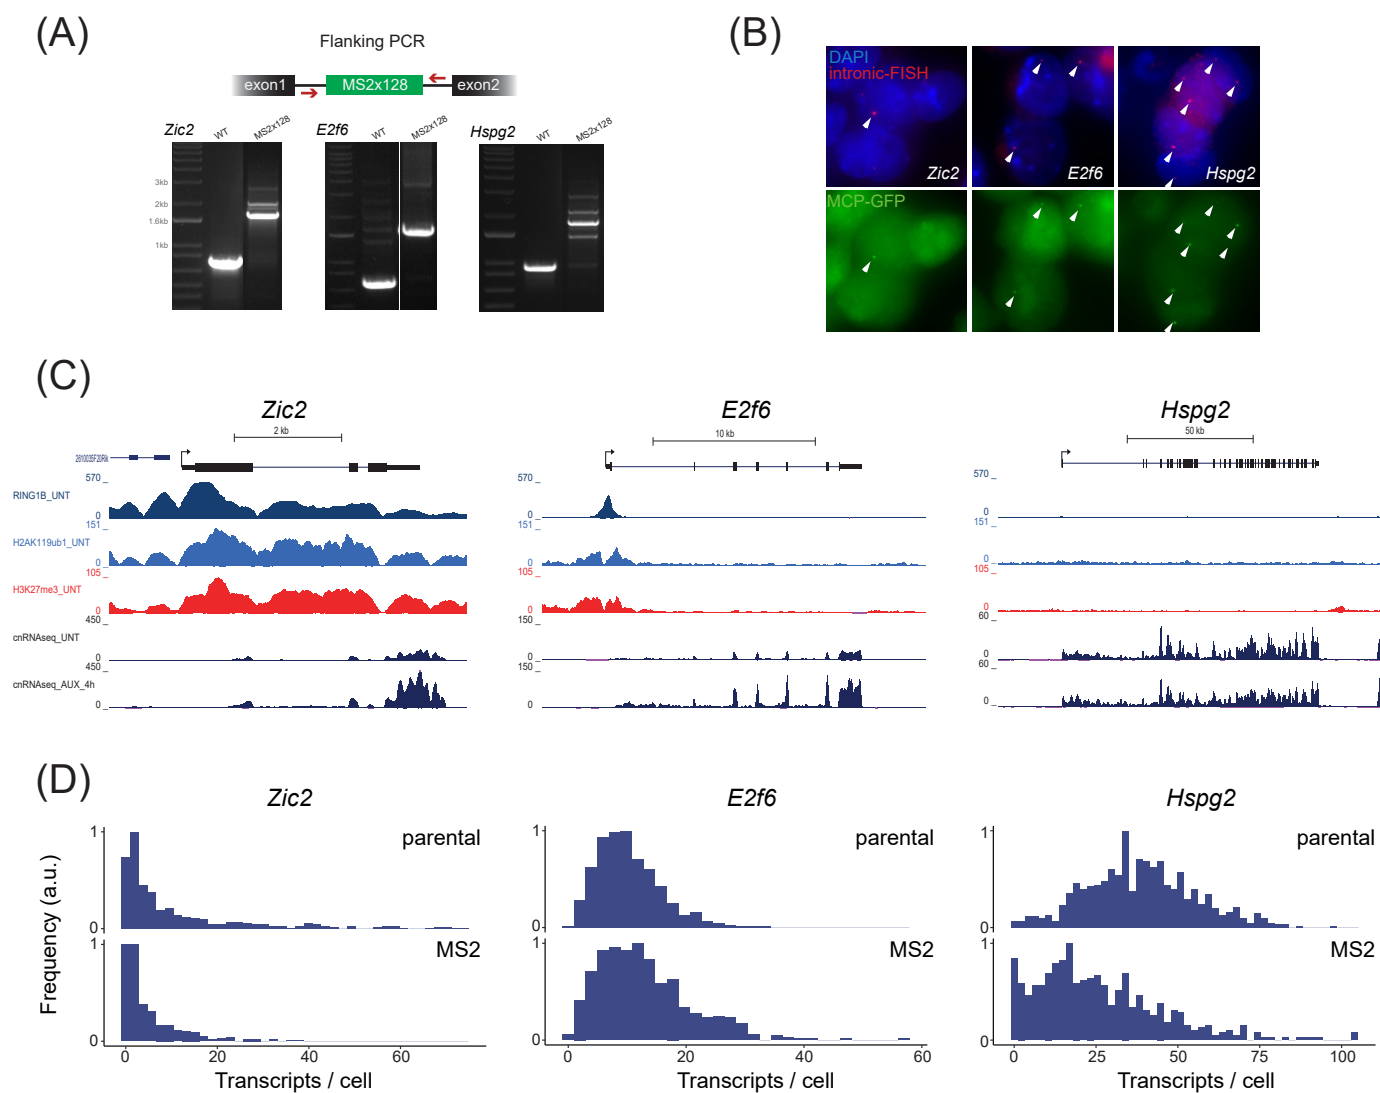 (A)
Flanking PCR
exon1
MS2x128
exon2
Zic2
WT
MS2x128
E2f6
WT
MS2x128
Hspg2
WT
MS2x128
3kb
2kb
1.6kb
1kb
(B)
DAPI
intronic-FISH
Zic2
E2f6
Hspg2
MCP-GFP
(C)
Zic2
E2f6
Hspg2
2 kb
10 kb
50 kb
2610035F20Rik
570
RING1B_UNT
0
151
H2AK119ub1_UNT
0
105
H3K27me3_UNT
0
450
cnRNAseq_UNT
0
450
cnRNAseq_AUX_4h
0
570
0
151
0
105
0
150
0
150
0
570
0
151
0
105
0
60
0
60
0
(D)
Zic2
E2f6
Hspg2
Frequency (a.u.)
1
parental
0
1
MS2
0
0 20 40 60
Transcripts / cell
1
parental
0
1
MS2
0
0 20 40 60
Transcripts / cell
1
parental
0
1
MS2
0
0 25 50 75 100
Transcripts / cell